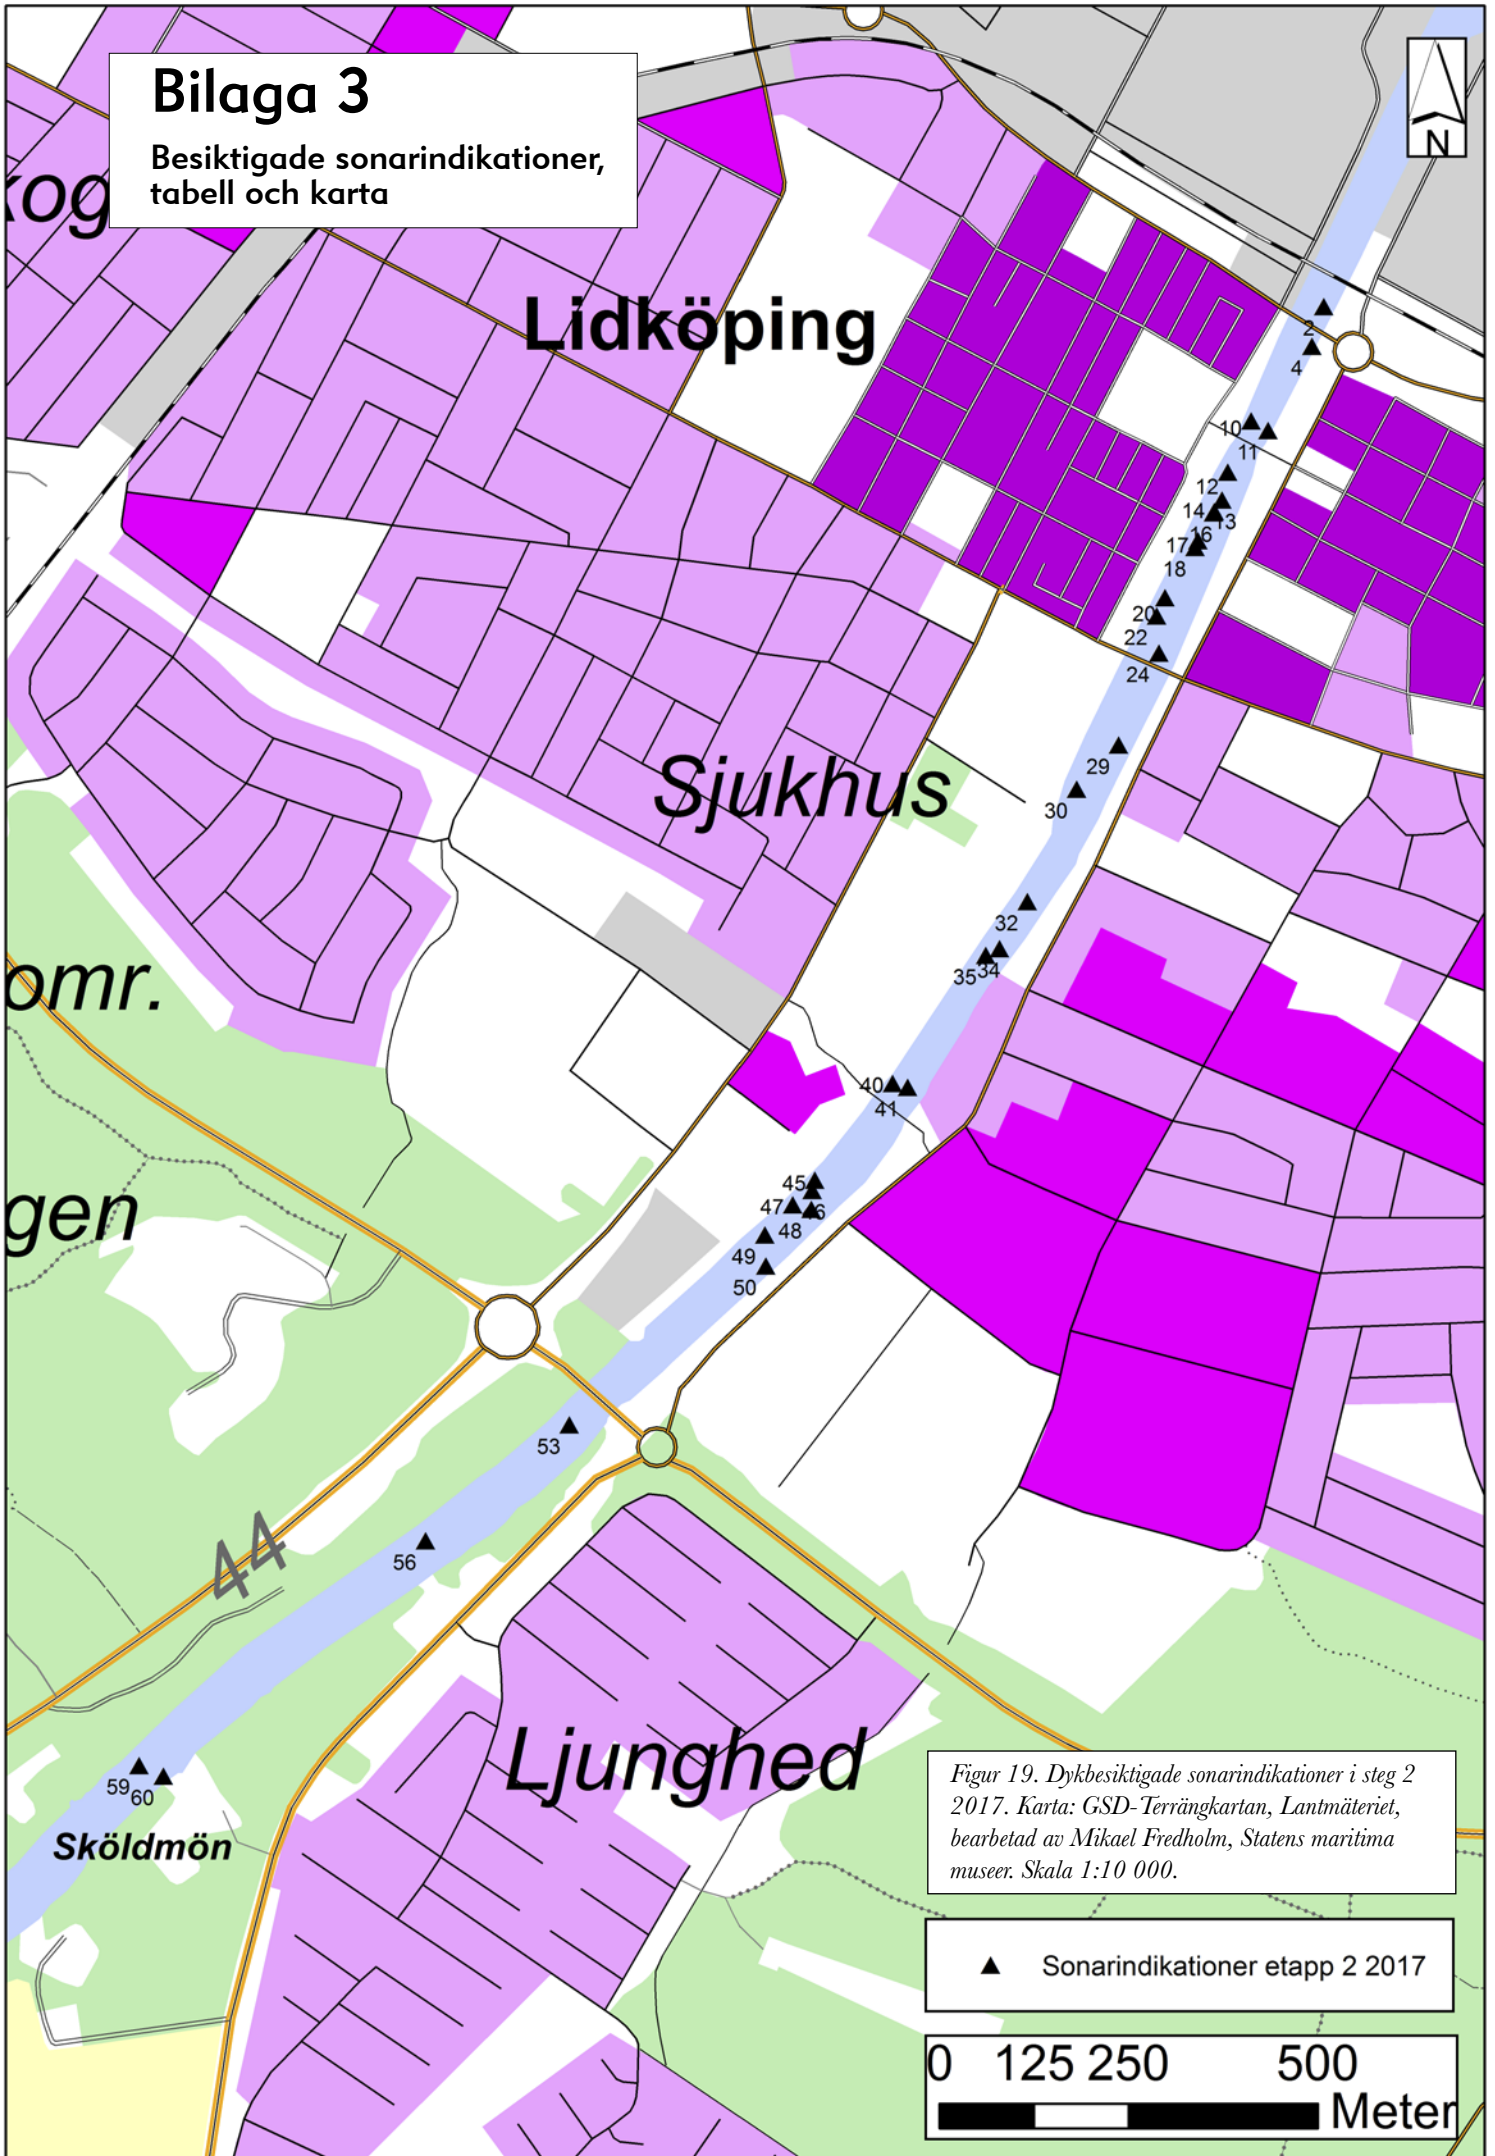 Bilaga 3
Besiktigade sonarindikationer,
tabell och karta
N
kog
Lidköping
2
4
10
11
12
14
13
16
17
18
20
22
24
Sjukhus
29
30
32
34
35
omr.
40
41
gen
45
47
46
48
49
50
53
44
56
Ljunghed
59
60
Sköldmön
Figur 19. Dykbesiktigade sonarindikationer i steg 2
2017. Karta: GSD-Terrängkartan, Lantmäteriet,
bearbetad av Mikael Fredholm, Statens maritima
museer. Skala 1:10 000.
Sonarindikationer etapp 2 2017
0 125 250 500
Meter